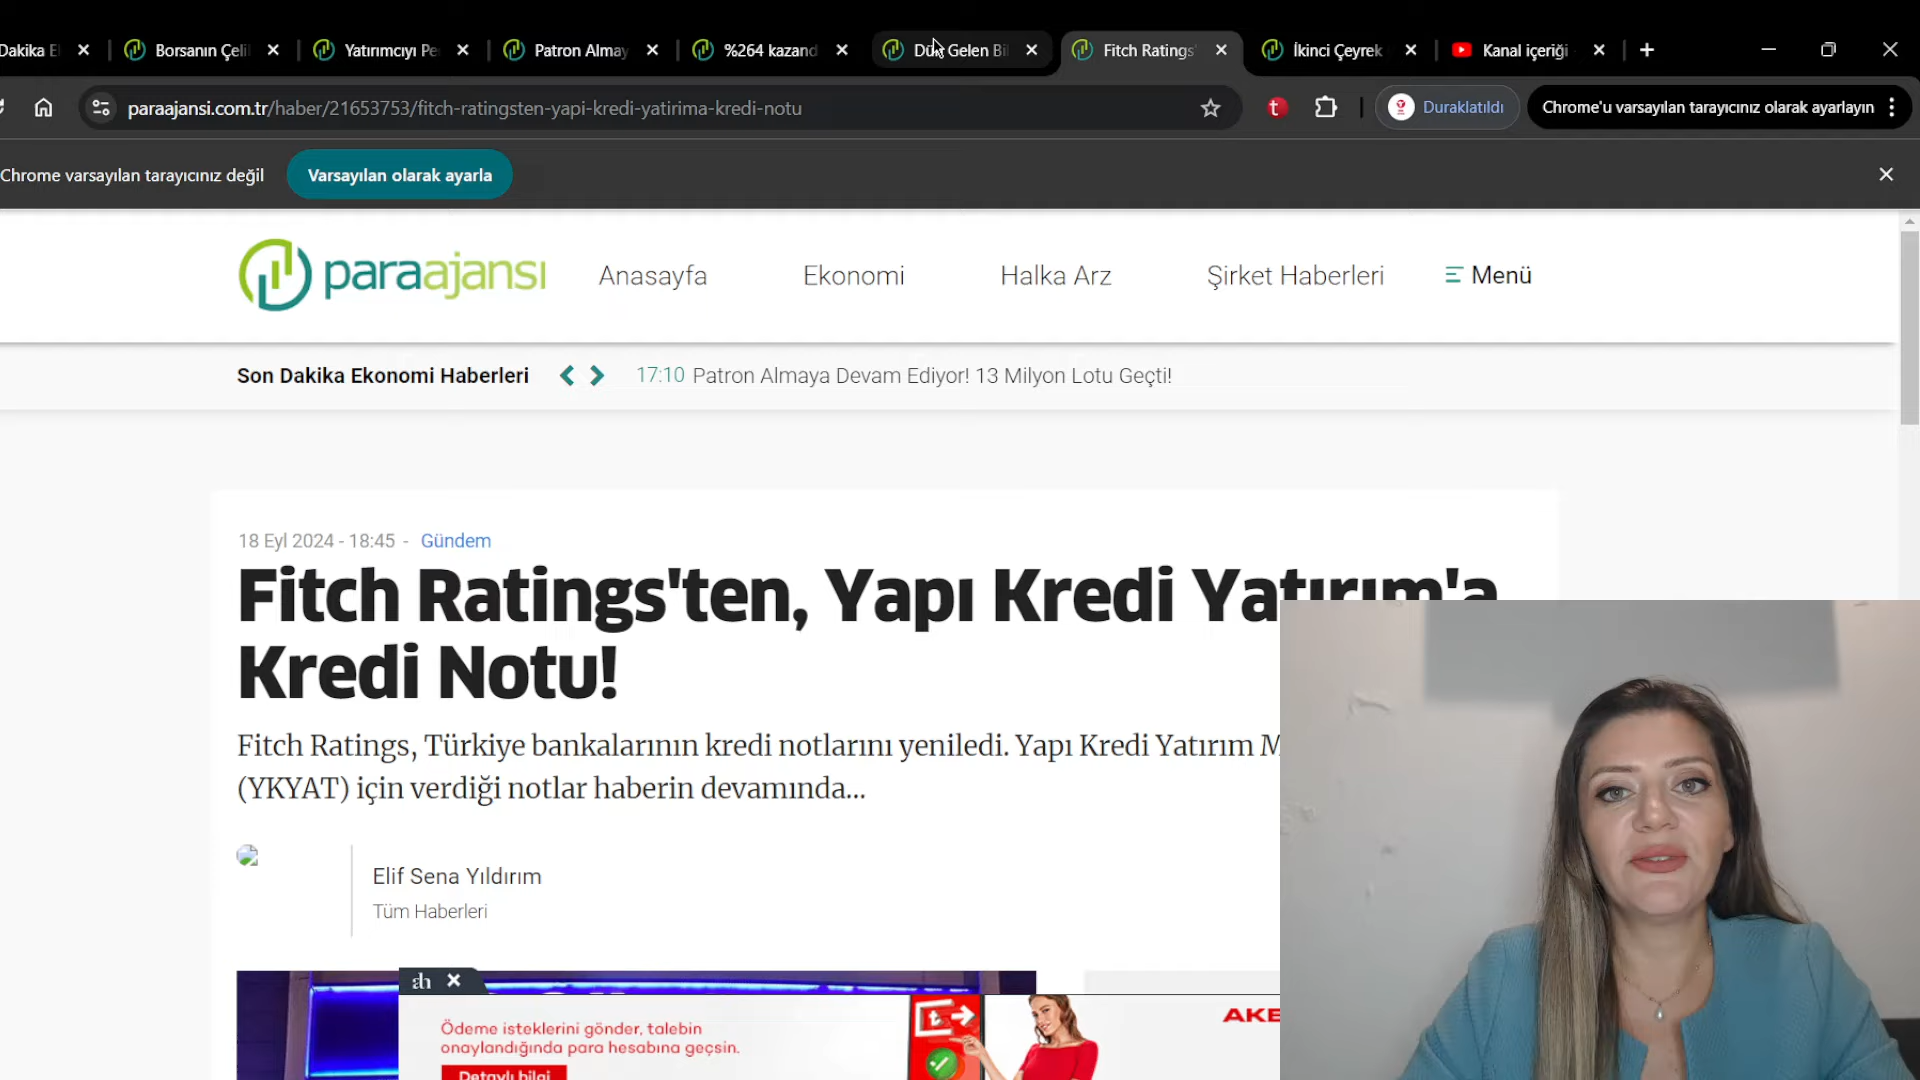 Dakika E
Borsanın Çeli
Yatırımcıyı Pe
Patron Almay
%264 kazand
Gelen Bil
Fitch Ratings'
İkinci Çeyrek
Kanal içeriği
paraajansi.com.tr/haber/21653753/fitch-ratingsten-yapi-kredi-yatirima-kredi-notu
t
Duraklatıldı
Chrome'u varsayılan tarayıcınız olarak ayarlayın
Chrome varsayılan tarayıcınız değil
Varsayılan olarak ayarla
paraajansı
Anasayfa
Ekonomi
Halka Arz
Şirket Haberleri
Menü
Son Dakika Ekonomi Haberleri
17:10 Patron Almaya Devam Ediyor! 13 Milyon Lotu Geçti!
18 Eyl 2024 - 18:45 - Gündem
Fitch Ratings'ten, Yapı Kredi Yatırım'a
Kredi Notu!
Fitch Ratings, Türkiye bankalarının kredi notlarını yeniledi. Yapı Kredi Yatırım M
(YKYAT) için verdiği notlar haberin devamında...
Elif Sena Yıldırım
Tüm Haberleri
ah
Ödeme isteklerini gönder, talebin
onaylandığında para hesabına geçsin.
Detaylı bilgi
AKB